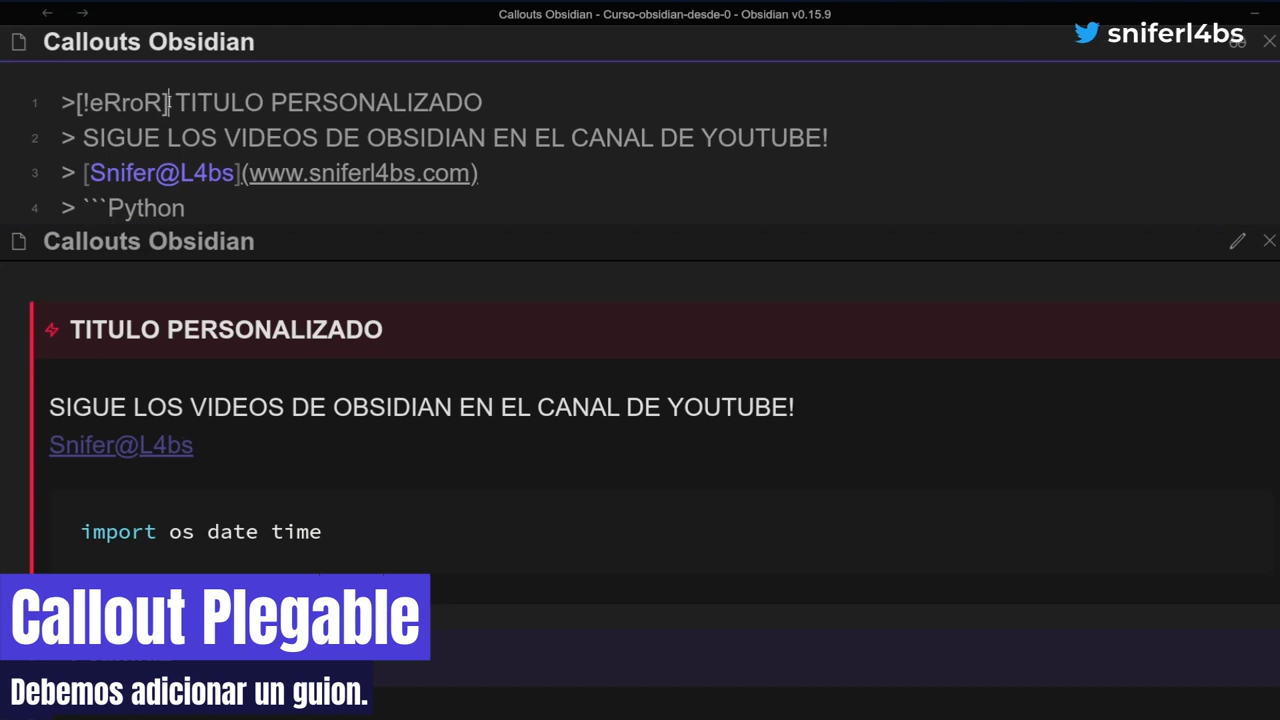 Callouts Obsidian - Curso-obsidian-desde-0 - Obsidian v0.15.9
Callouts Obsidian
sniferl4bs
1 >[!eRroR] TITULO PERSONALIZADO
2 > SIGUE LOS VIDEOS DE OBSIDIAN EN EL CANAL DE YOUTUBE!
3 > [Snifer@L4bs](www.sniferl4bs.com)
4 > ```Python
Callouts Obsidian
TITULO PERSONALIZADO
SIGUE LOS VIDEOS DE OBSIDIAN EN EL CANAL DE YOUTUBE!
Snifer@L4bs
import os date time
Callout Plegable
Debemos adicionar un guion.